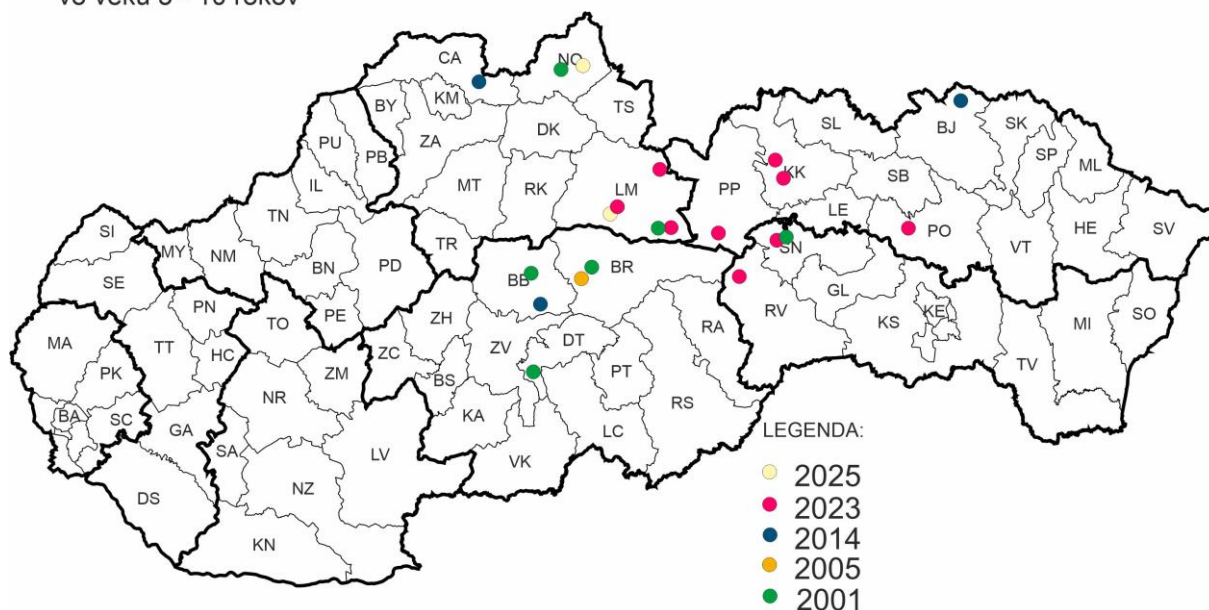 vo veku - rokov
CA
NO
BY
KM
TS
PU
ZA
DK
PB
SL
BJ
SK
SP
ML
IL
MT
RK
LM
PP
KK
SB
TN
LE
PO
HE
SV
SI
MY
NM
TR
SN
VT
SE
BN
PD
BB
BR
GL
PN
TO
PE
ZH
RV
KS
KE
MI
SO
MA
TT
HC
ZC
ZV
DT
RA
PK
ZM
BS
PT
TV
NR
KA
RS
BA
SC
GA
SA
LV
LC
LEGENDA:
VK
DS
NZ
KN
2025
2023
2014
2005
2001